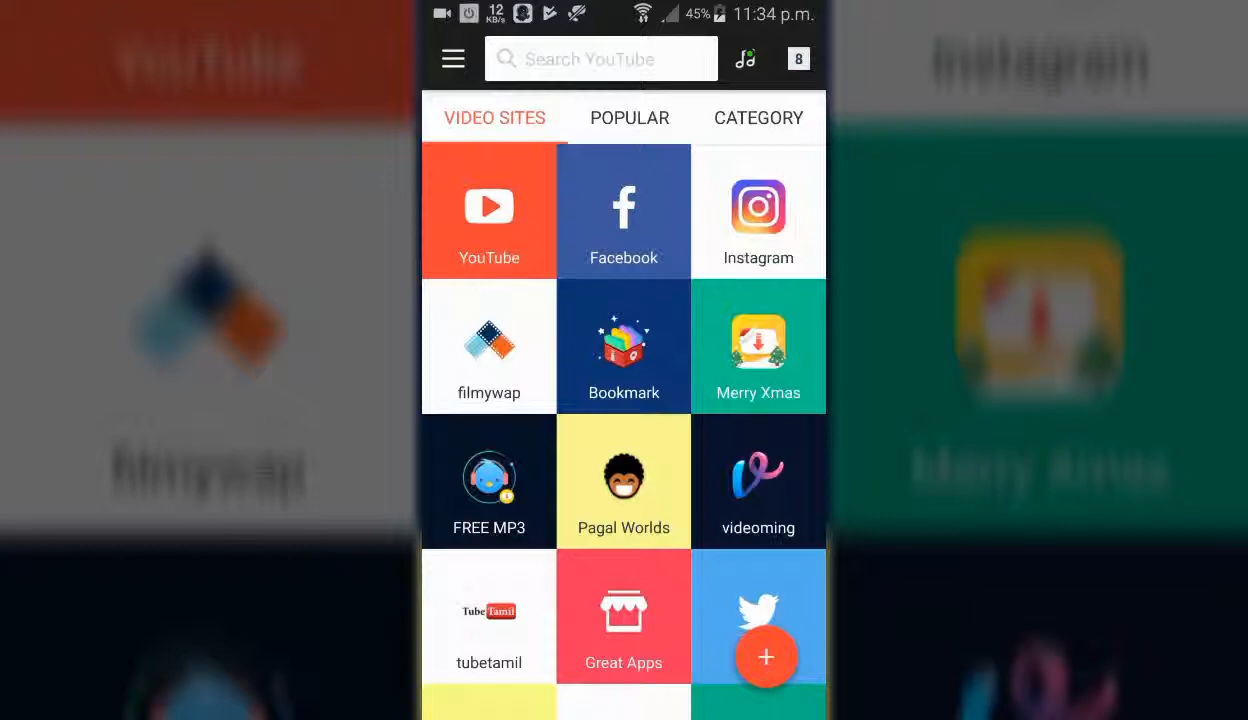 12
KB/s
45%
11:34 p.m.
Search YouTube
8
VIDEO SITES
POPULAR
CATEGORY
YouTube
Facebook
Instagram
filmywap
Bookmark
Merry Xmas
FREE MP3
Pagal Worlds
videoming
Tube Tamil
tubetamil
Great Apps